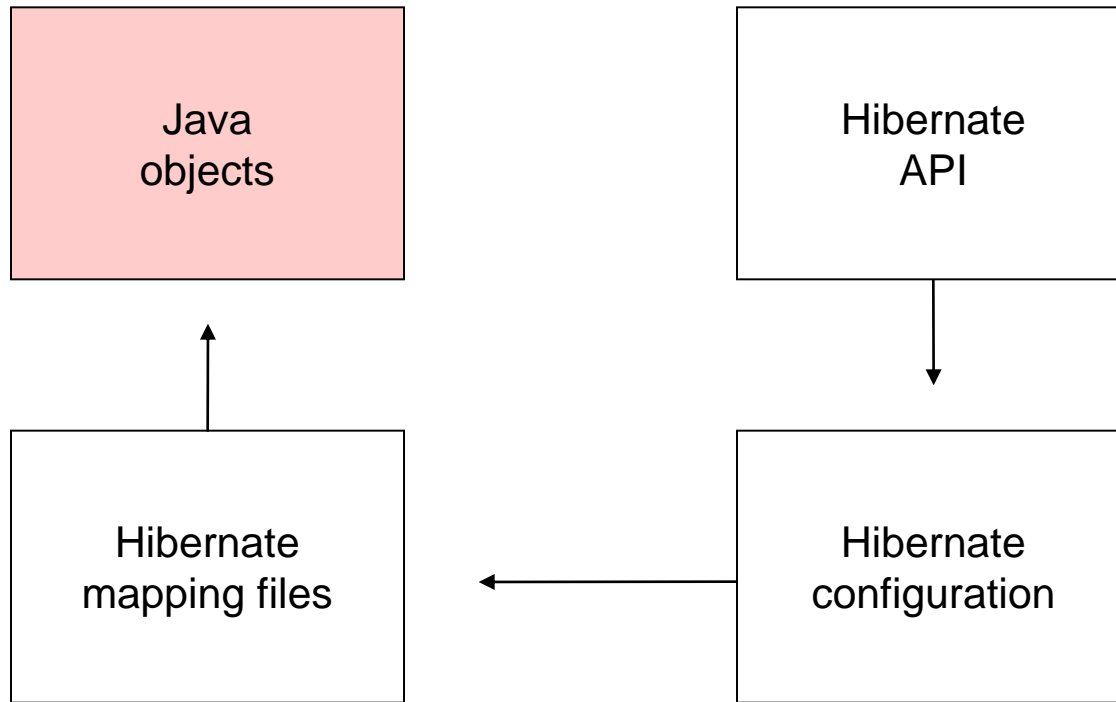 Java
objects
Hibernate
API
Hibernate
mapping files
Hibernate
configuration